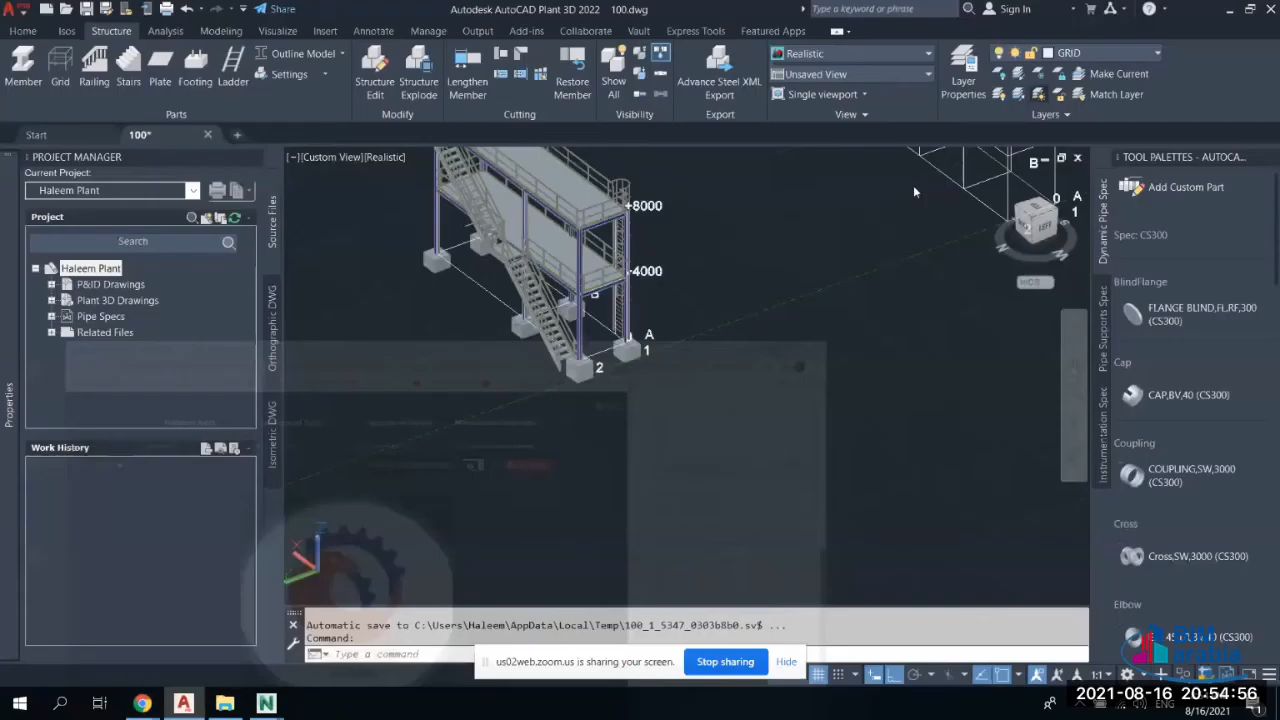 Share
Autodesk AutoCAD Plant 3D 2022 100.dwg
Type a keyword or phrase
Sign In
Home Isos Structure Analysis Modeling Visualize Insert Annotate Manage Output Add-ins Collaborate Vault Express Tools Featured Apps
Member Grid Railing Stairs Plate Footing Ladder
Outline Model
Settings
Parts
Structure Edit
Structure Explode
Modify
Lengthen Member
Restore Member
Cutting
Show All
Visibility
Advance Steel XML Export
Export
Realistic
Unsaved View
Single viewport
View
Layer Properties
GRID
Make Current
Match Layer
Layers
Start
100*
PROJECT MANAGER
Current Project:
Haleem Plant
Project
Search
Haleem Plant
P&ID Drawings
Plant 3D Drawings
Pipe Specs
Related Files
Work History
Source Files
Orthographic DWG
Isometric DWG
Properties
[−][Custom View][Realistic]
+8000
+4000
B
A
1
2
B
0 A
1
LEFT
WCS
Automatic save to C:\Users\Haleem\AppData\Local\Temp\100_1_5347_0303b8b0.sv$ ...
Command:
Type a command
us02web.zoom.us is sharing your screen.
Stop sharing
Hide
TOOL PALETTES - AUTOCA...
Add Custom Part
Spec: CS300
BlindFlange
FLANGE BLIND,FL,RF,300
(CS300)
Cap
CAP,BV,40 (CS300)
Coupling
COUPLING,SW,3000
(CS300)
Cross
Cross,SW,3000 (CS300)
Elbow
Dynamic Pipe Spec
Pipe Supports Spec
Instrumentation Spec
BIM
arabia
1:1
2021-08-16 20:54:56
ENG
8/16/2021